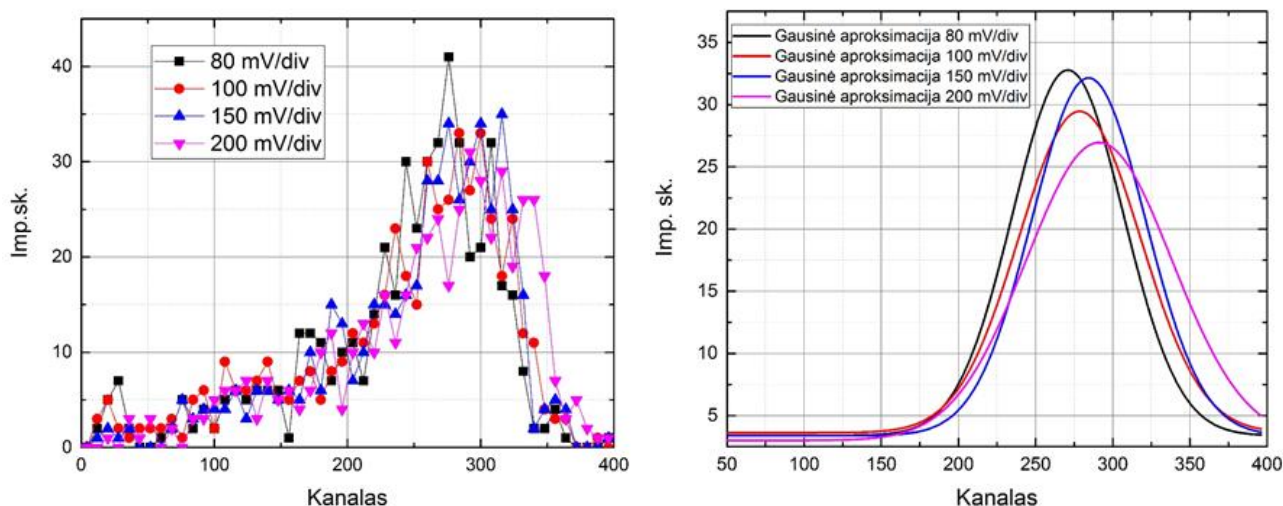 80 mV/div
100 mV/div
150 mV/div
200 mV/div
40
30
20
10
0
0 100 200 300 400
Imp.sk.
Kanalas
Gausinė aproksimacija 80 mV/div
Gausinė aproksimacija 100 mV/div
Gausinė aproksimacija 150 mV/div
Gausinė aproksimacija 200 mV/div
35
30
25
20
15
10
5
50 100 150 200 250 300 350 400
Imp. sk.
Kanalas